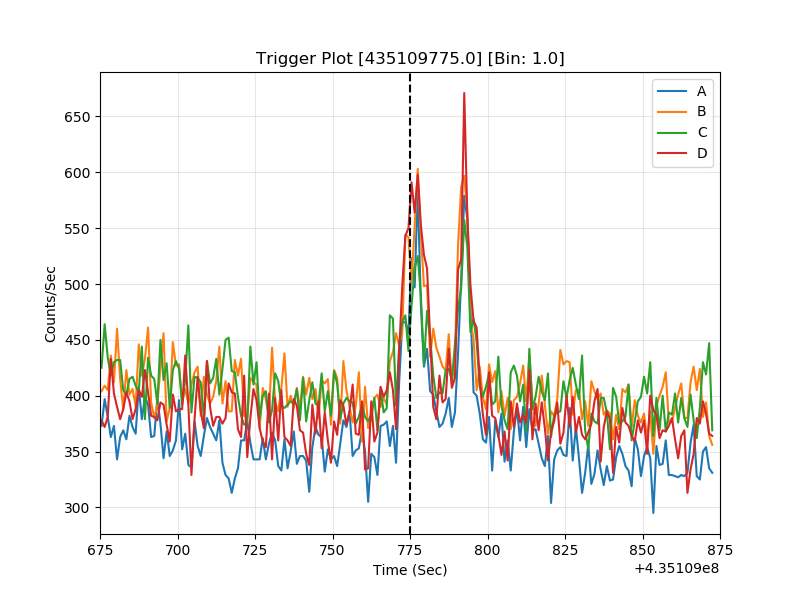 Trigger Plot [435109775.0] [Bin: 1.0]
A
B
C
D
650
600
550
500
450
400
350
300
Counts/Sec
675 700 725 750 775 800 825 850 875
Time (Sec)
+4.35109e8